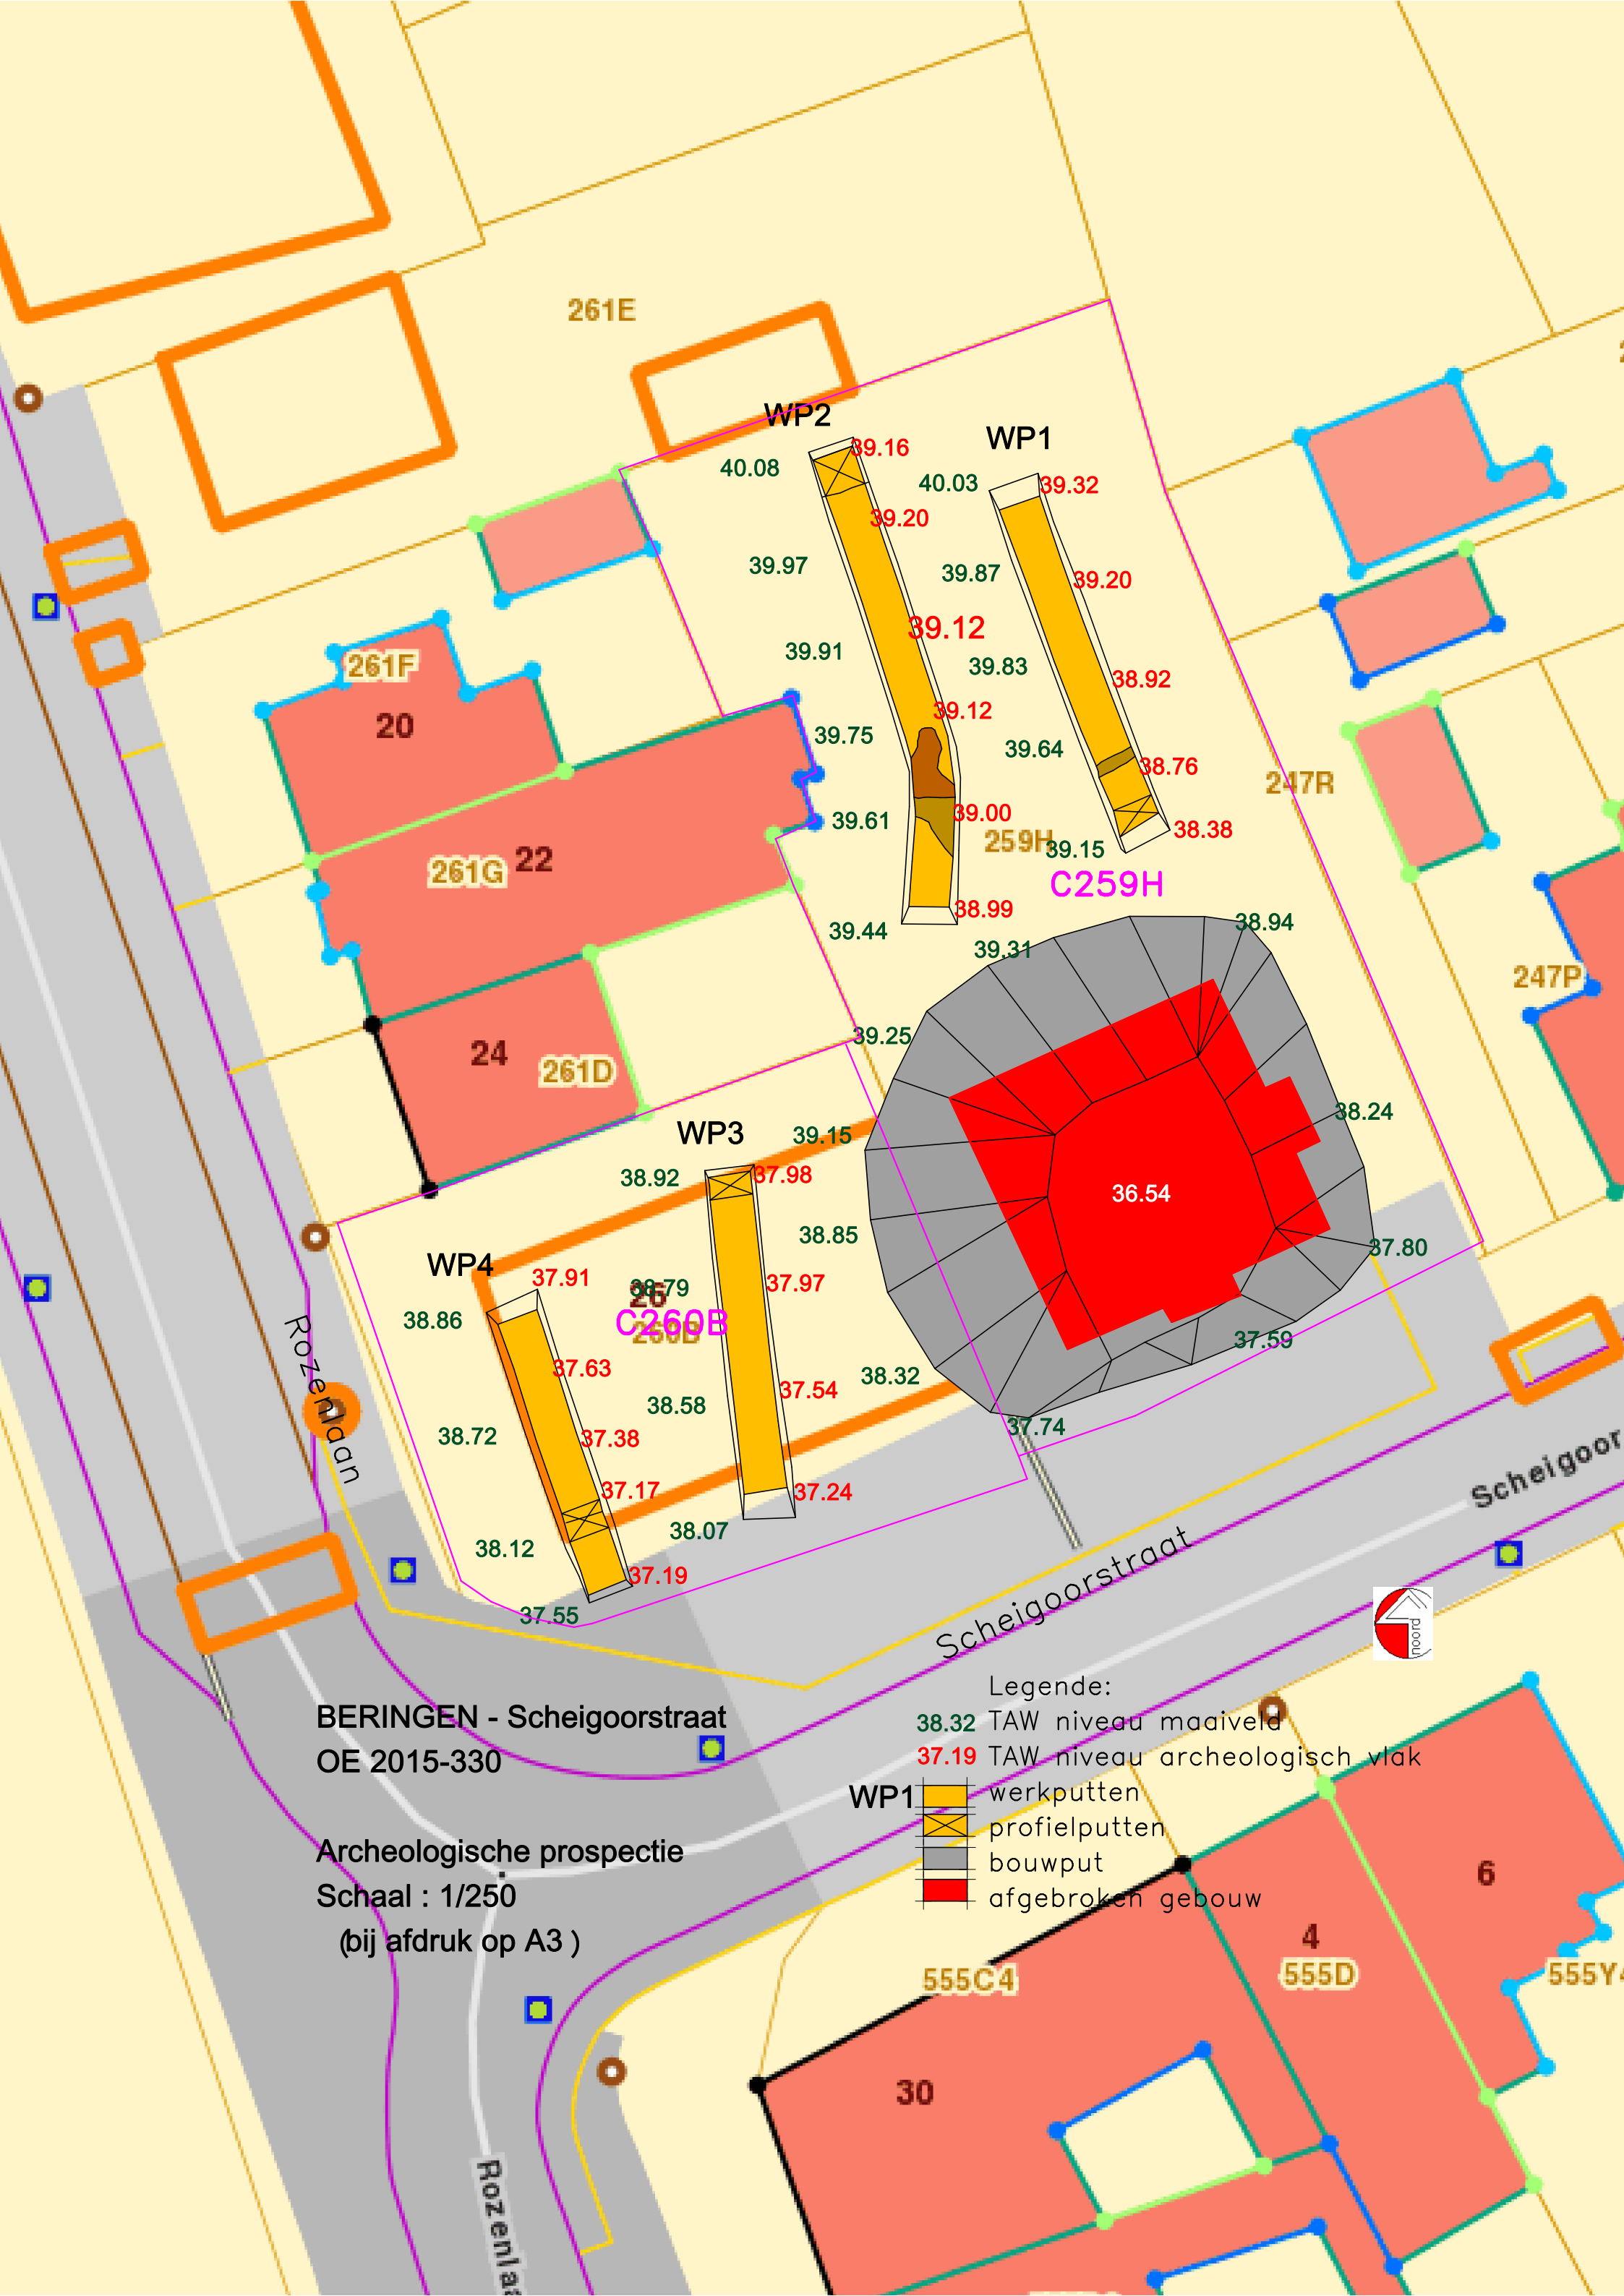 261E
WP2
WP1
39.16
40.08
40.03
39.32
39.20
39.97
39.87
39.20
39.12
39.91
39.83
261F
20
38.92
39.12
39.75
39.64
38.76
247R
39.00
39.61
259H
38.38
39.15
22
261G
C259H
38.99
39.44
38.94
39.31
247P
39.25
24
261D
38.24
WP3
39.15
38.92
37.98
36.54
38.85
37.80
WP4
37.91
38.79
26
37.97
C260B
260B
38.86
37.59
Rozenlaan
37.63
38.32
37.54
38.58
38.72
37.38
37.74
37.17
37.24
38.07
38.12
37.19
37.55
Scheigoor
Scheigoorstraat
noord
BERINGEN - Scheigoorstraat
OE 2015-330
Archeologische prospectie
Schaal : 1/250
(bij afdruk op A3 )
Legende:
38.32 TAW niveau maaiveld
37.19 TAW niveau archeologisch vlak
WP1 werkputten
profielputten
bouwput
afgebroken gebouw
6
4
555D
555C4
555Y4
30
Rozenlaa